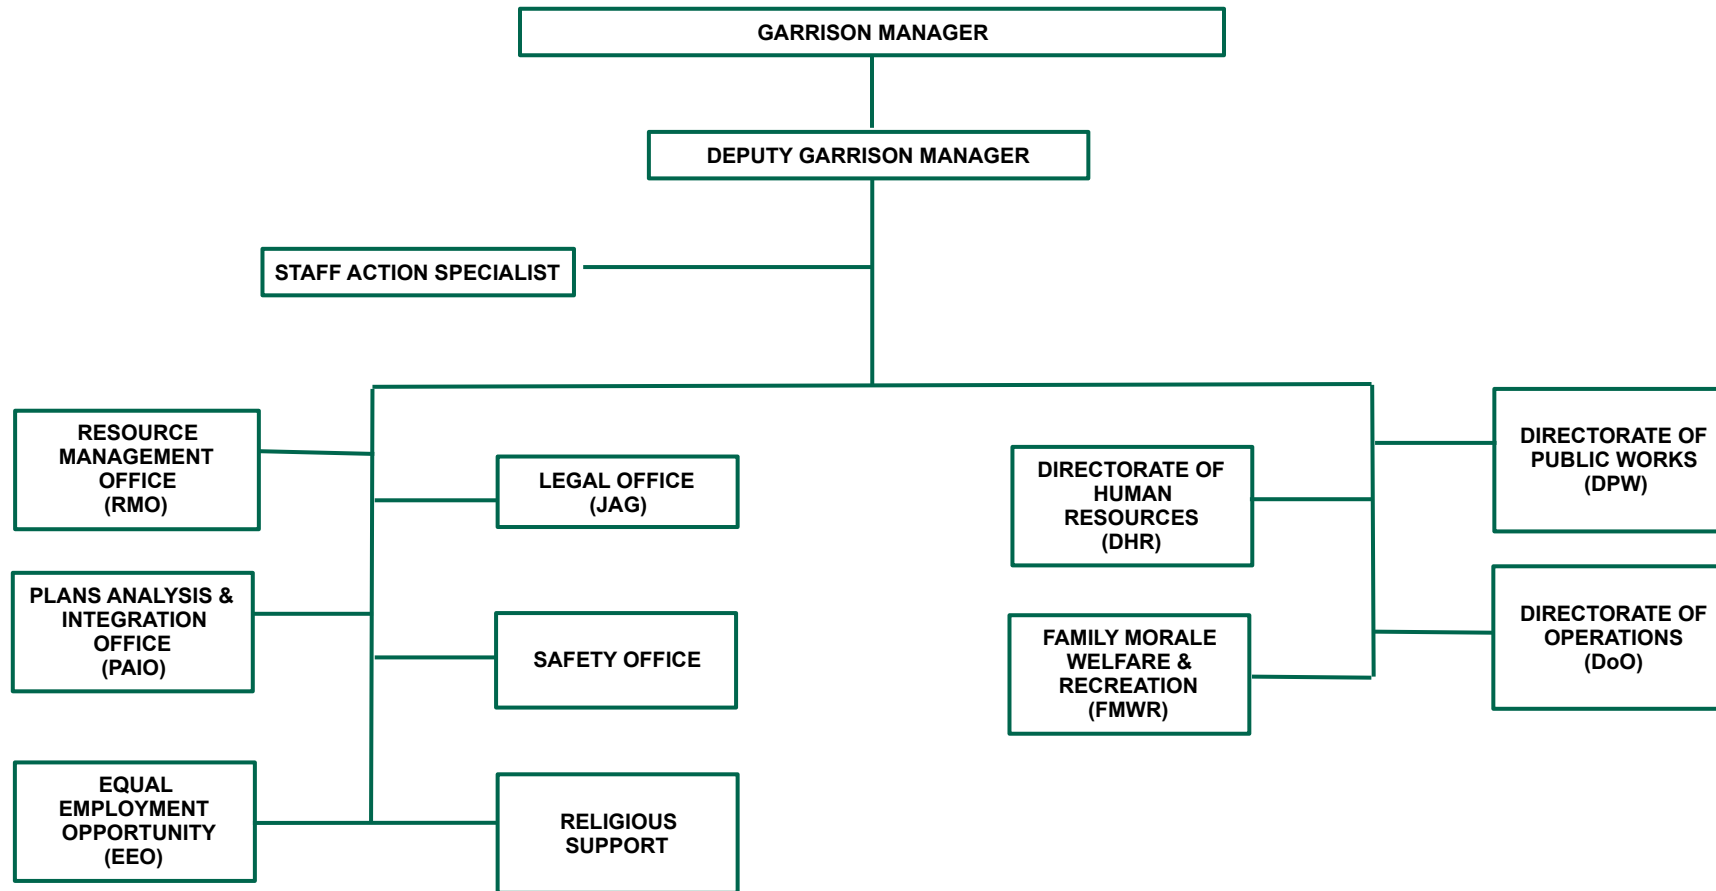 GARRISON MANAGER
DEPUTY GARRISON MANAGER
STAFF ACTION SPECIALIST
RESOURCE
MANAGEMENT
OFFICE
(RMO)
LEGAL OFFICE
(JAG)
DIRECTORATE OF
HUMAN
RESOURCES
(DHR)
DIRECTORATE OF
PUBLIC WORKS
(DPW)
PLANS ANALYSIS &
INTEGRATION
OFFICE
(PAIO)
SAFETY OFFICE
FAMILY MORALE
WELFARE &
RECREATION
(FMWR)
DIRECTORATE OF
OPERATIONS
(DoO)
EQUAL
EMPLOYMENT
OPPORTUNITY
(EEO)
RELIGIOUS
SUPPORT